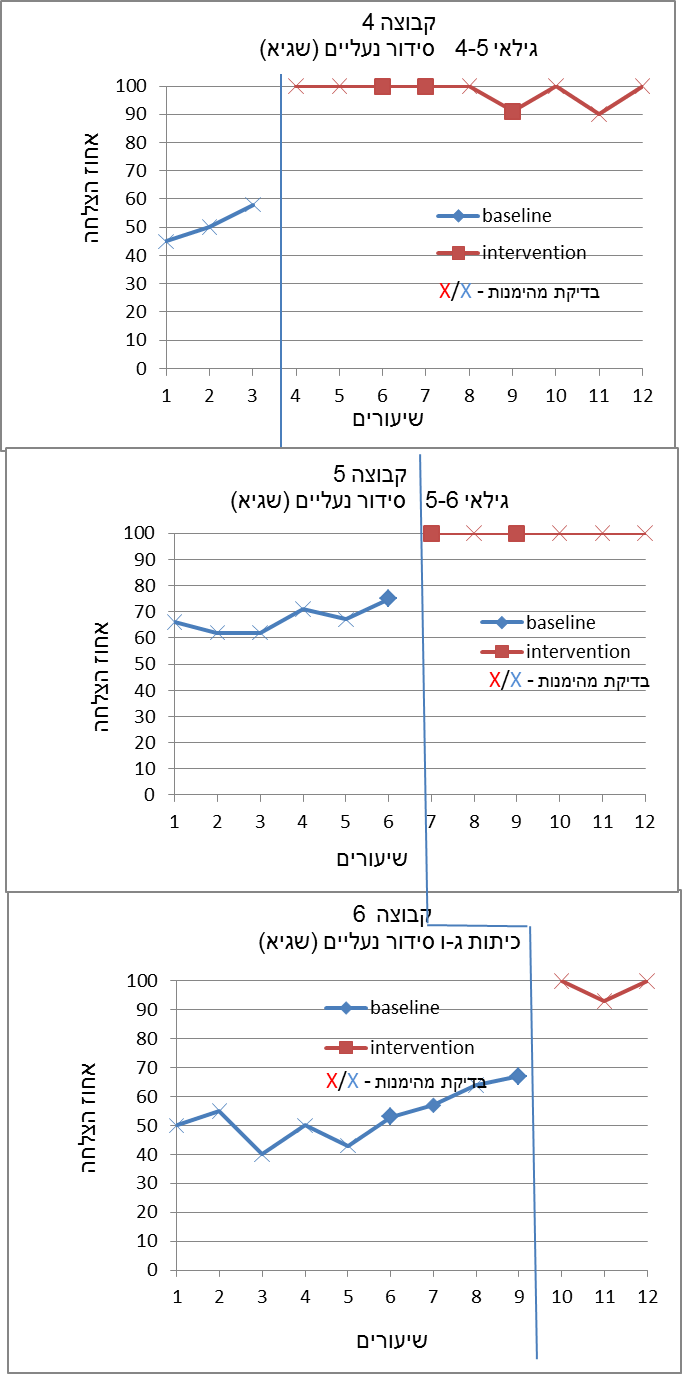 קבוצה 4
גילאי 4-5 סידור נעליים (שגיא)
100
90
80
70
60
50
40
30
20
10
0
אחוז הצלחה
baseline
intervention
X/X - בדיקת מהימנות
1 2 3 4 5 6 7 8 9 10 11 12
שיעורים
קבוצה 5
גילאי 5-6 סידור נעליים (שגיא)
100
90
80
70
60
50
40
30
20
10
0
אחוז הצלחה
baseline
intervention
X/X - בדיקת מהימנות
1 2 3 4 5 6 7 8 9 10 11 12
שיעורים
קבוצה 6
כיתות ג-ו סידור נעליים (שגיא)
100
90
80
70
60
50
40
30
20
10
0
אחוז הצלחה
baseline
intervention
X/X - בדיקת מהימנות
1 2 3 4 5 6 7 8 9 10 11 12
שיעורים